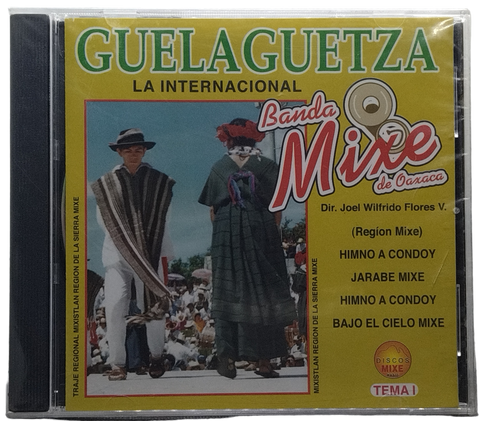 GUELAGUETZA
LA INTERNACIONAL
Banda
Mixe
de Oaxaca
Dir. Joel Wilfrido Flores V.
(Region Mixe)
HIMNO A CONDOY
JARABE MIXE
HIMNO A CONDOY
BAJO EL CIELO MIXE
TRAJE REGIONAL MIXISTLAN REGION DE LA SIERRA MIXE
MIXISTLAN REGION DE LA SIERRA MIXE
DISCOS
MIXE
TEMA I